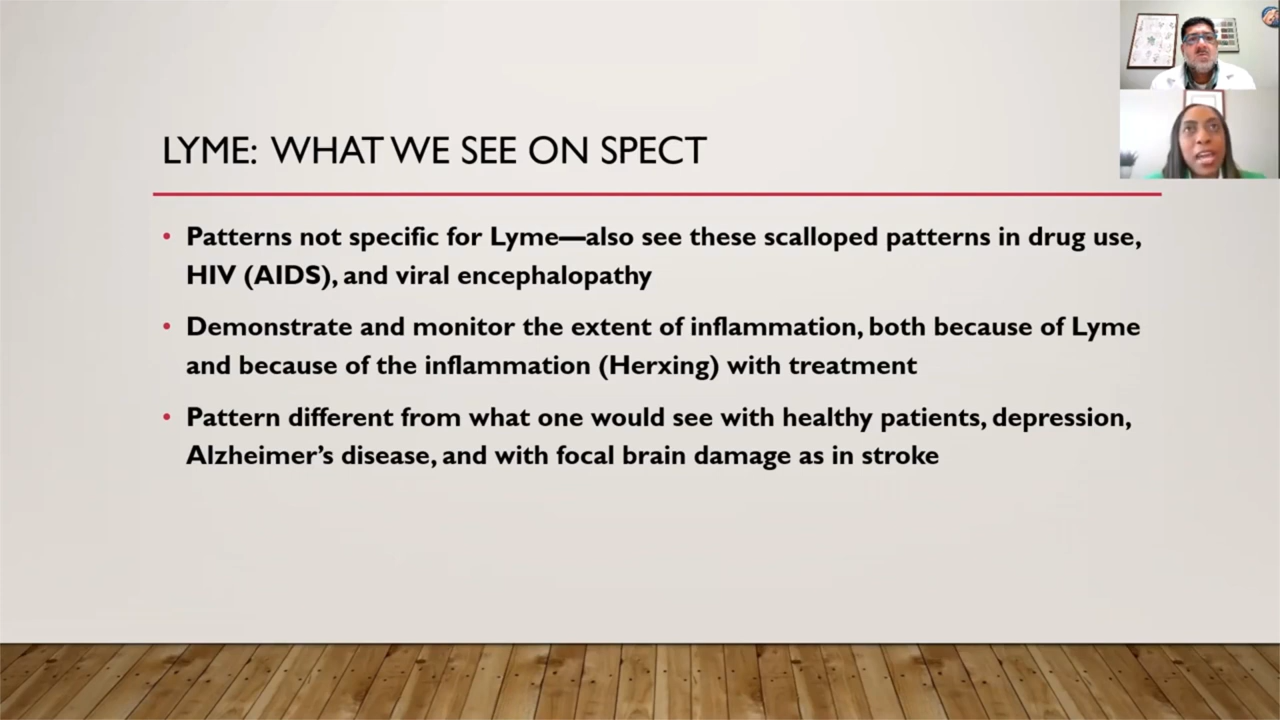 LYME: WHAT WE SEE ON SPECT
• Patterns not specific for Lyme—also see these scalloped patterns in drug use,
HIV (AIDS), and viral encephalopathy
• Demonstrate and monitor the extent of inflammation, both because of Lyme
and because of the inflammation (Herxing) with treatment
• Pattern different from what one would see with healthy patients, depression,
Alzheimer’s disease, and with focal brain damage as in stroke